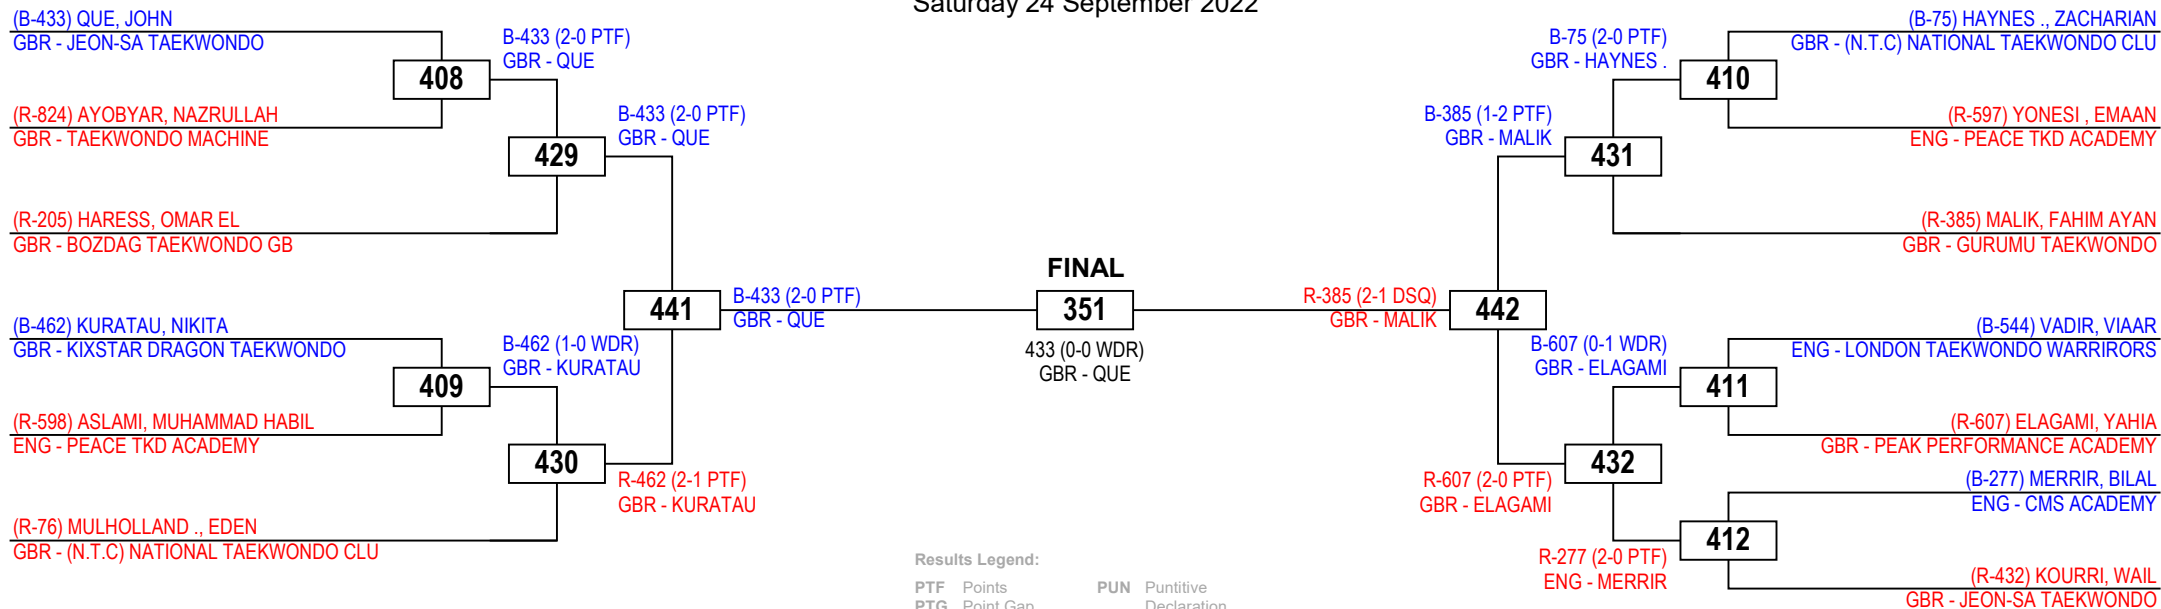 Saturday 24 September 2022
(B-433) QUE, JOHN
GBR - JEON-SA TAEKWONDO
408
(R-824) AYOBYAR, NAZRULLAH
GBR - TAEKWONDO MACHINE
B-433 (2-0 PTF)
GBR - QUE
429
(R-205) HARESS, OMAR EL
GBR - BOZDAG TAEKWONDO GB
B-433 (2-0 PTF)
GBR - QUE
441
(B-462) KURATAU, NIKITA
GBR - KIXSTAR DRAGON TAEKWONDO
409
(R-598) ASLAMI, MUHAMMAD HABIL
ENG - PEACE TKD ACADEMY
B-462 (1-0 WDR)
GBR - KURATAU
430
(R-76) MULHOLLAND ., EDEN
GBR - (N.T.C) NATIONAL TAEKWONDO CLU
R-462 (2-1 PTF)
GBR - KURATAU
B-433 (2-0 PTF)
GBR - QUE
FINAL
351
433 (0-0 WDR)
GBR - QUE
R-385 (2-1 DSQ)
GBR - MALIK
442
B-385 (1-2 PTF)
GBR - MALIK
431
B-75 (2-0 PTF)
GBR - HAYNES .
410
(B-75) HAYNES ., ZACHARIAN
GBR - (N.T.C) NATIONAL TAEKWONDO CLU
(R-597) YONESI , EMAAN
ENG - PEACE TKD ACADEMY
(R-385) MALIK, FAHIM AYAN
GBR - GURUMU TAEKWONDO
B-607 (0-1 WDR)
GBR - ELAGAMI
411
(B-544) VADIR, VIAAR
ENG - LONDON TAEKWONDO WARRIRORS
(R-607) ELAGAMI, YAHIA
GBR - PEAK PERFORMANCE ACADEMY
432
R-607 (2-0 PTF)
GBR - ELAGAMI
(B-277) MERRIR, BILAL
ENG - CMS ACADEMY
412
R-277 (2-0 PTF)
ENG - MERRIR
(R-432) KOURRI, WAIL
GBR - JEON-SA TAEKWONDO
Results Legend:
PTF Points PUN Puntitive
PTG Point Gap Declaration